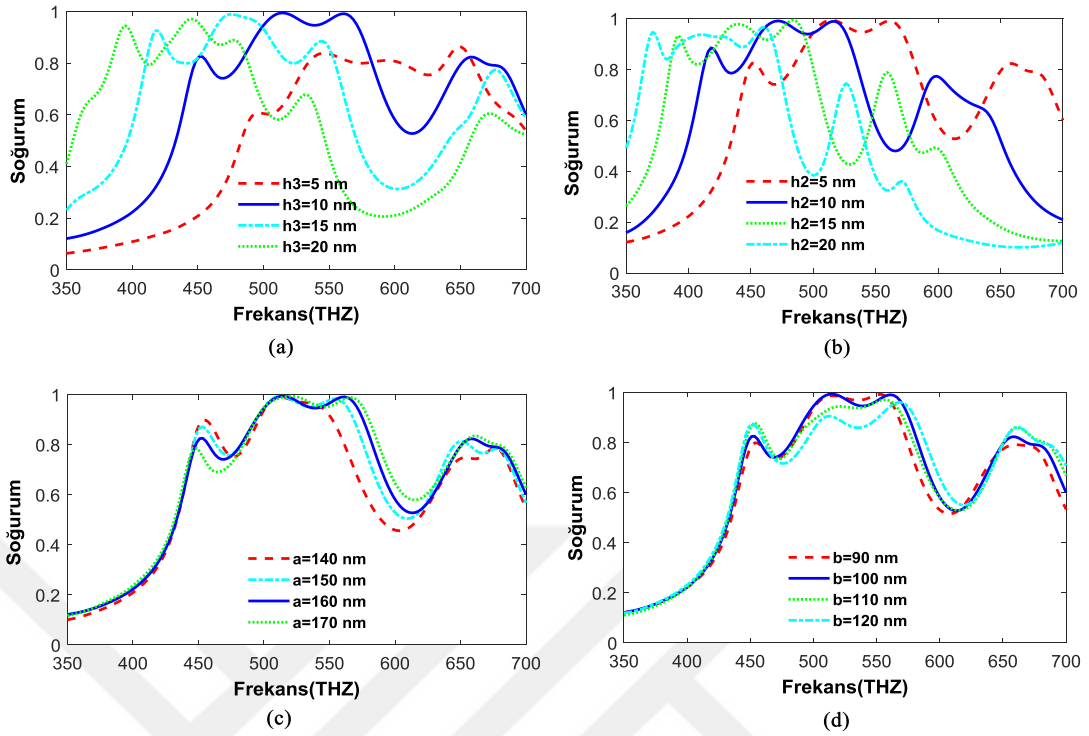 1
0.8
0.6
0.4
0.2
0
Soğurum
h3=5 nm
h3=10 nm
h3=15 nm
h3=20 nm
350 400 450 500 550 600 650 700
Frekans(THZ)
(a)
1
0.8
0.6
0.4
0.2
0
Soğurum
h2=5 nm
h2=10 nm
h2=15 nm
h2=20 nm
350 400 450 500 550 600 650 700
Frekans(THZ)
(b)
1
0.8
0.6
0.4
0.2
0
Soğurum
a=140 nm
a=150 nm
a=160 nm
a=170 nm
350 400 450 500 550 600 650 700
Frekans(THZ)
(c)
1
0.8
0.6
0.4
0.2
0
Soğurum
b=90 nm
b=100 nm
b=110 nm
b=120 nm
350 400 450 500 550 600 650 700
Frekans(THZ)
(d)